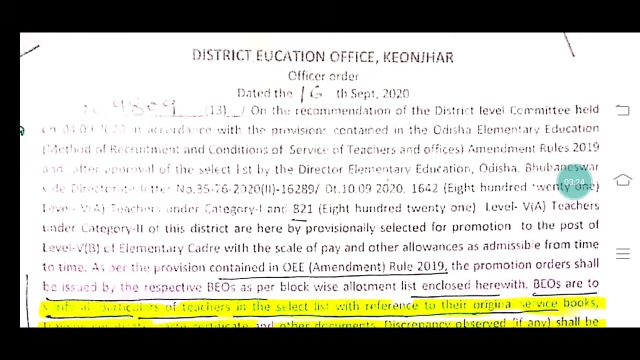 DISTRICT EUCATION OFFICE, KEONJHAR
Officer order
Dated the 16 th Sept, 2020
No 4809 (13)_/ On the recommendation of the District level Committee held
on in accordance with the provisions contained in the Odisha Elementary Education
(Method of Recruitment and Conditions of Service of Teachers and offices) Amendment Rules 2019
and after approval of the select list by the Director Elementary Education, Odisha, Bhubaneswar
vide Directorate letter No.35-76-2020(II)-16289/ Dt.10.09.2020, 1642 (Eight hundred twenty one)
03:24
Level-V(A) Teachers under Category-I and 821 (Eight hundred twenty one) Level-V(A) Teachers
under Category-II of this district are here by provisionally selected for promotion to the post of
Level-V(B) of Elementary Cadre with the scale of pay and other allowances as admissible from time
to time. As per the provision contained in OEE (Amendment) Rule 2019, the promotion orders shall
be issued by the respective BEOs as per block wise allotment list enclosed herewith. BEOs are to
verify all particulars of teachers in the select list with reference to their original service books,
certificate and other documents. Discrepancy observed (if any) shall be